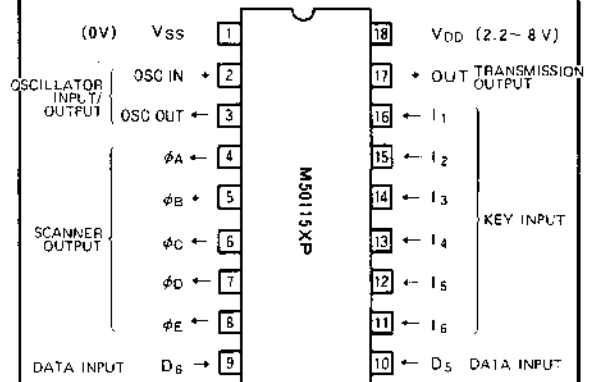 (0V) VSS 1
18 VDD (2.2~8V)
OSCILLATOR INPUT/ OUTPUT
OSC IN → 2
17 → OUT TRANSMISSION OUTPUT
OSC OUT ← 3
16 ← I1
SCANNER OUTPUT
φA ← 4
15 ← I2
φB ← 5
14 ← I3
φC ← 6
13 ← I4
φD ← 7
12 ← I5
φE ← 8
11 ← I6
KEY INPUT
M50115XP
DATA INPUT D6 → 9
10 ← D5 DATA INPUT